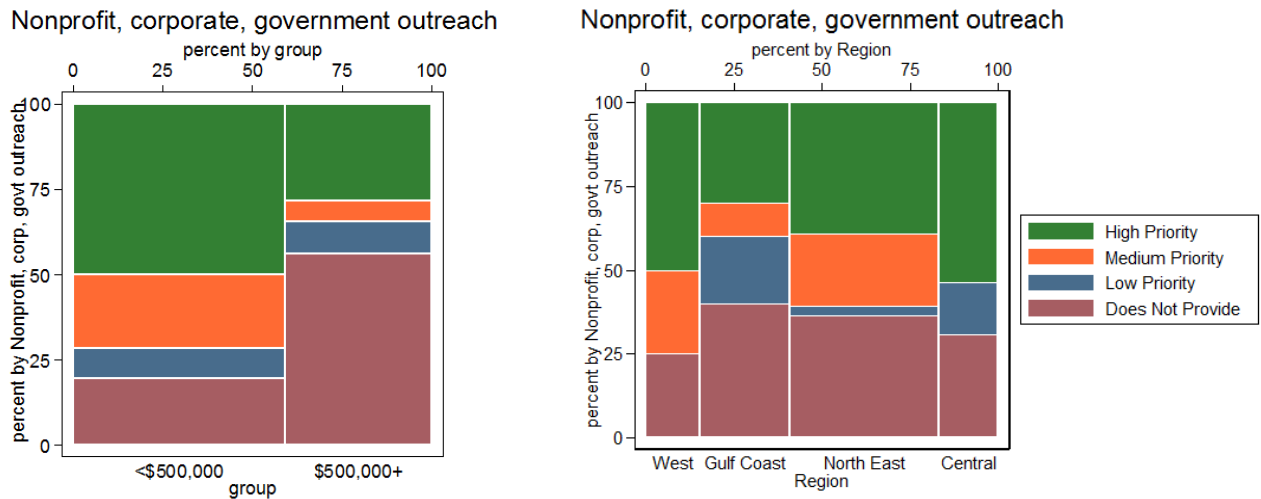 Nonprofit, corporate, government outreach
percent by group
0 25 50 75 100
percent by Nonprofit, corp, govt outreach
100
75
50
25
0
<$500,000 $500,000+
group
Nonprofit, corporate, government outreach
percent by Region
0 25 50 75 100
percent by Nonprofit, corp, govt outreach
100
75
50
25
0
West Gulf Coast North East Central
Region
High Priority
Medium Priority
Low Priority
Does Not Provide